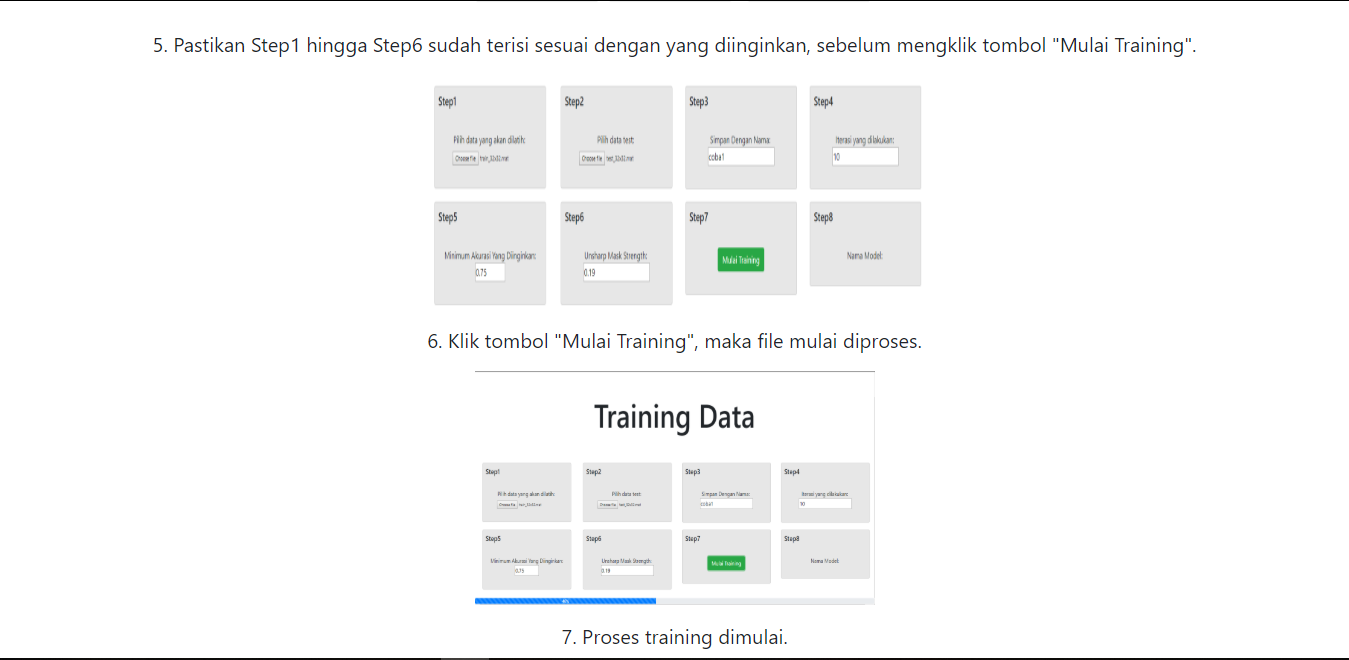 5. Pastikan Step1 hingga Step6 sudah terisi sesuai dengan yang diinginkan, sebelum mengklik tombol "Mulai Training".
Step1
Step2
Step3
Step4
Pilih data yang akan dilatih:
Pilih data test:
Simpan Dengan Nama:
Iterasi yang dilakukan:
Choose file train_32x32.mat
Choose file test_32x32.mat
coba1
10
Step5
Step6
Step7
Step8
Minimum Akurasi Yang Diinginkan:
Unsharp Mask Strength:
Mulai Training
Nama Model:
0.75
0.19
6. Klik tombol "Mulai Training", maka file mulai diproses.
Training Data
Step1
Step2
Step3
Step4
Pilih data yang akan dilatih:
Pilih data test:
Simpan Dengan Nama:
Iterasi yang dilakukan:
Choose file train_32x32.mat
Choose file test_32x32.mat
coba1
10
Step5
Step6
Step7
Step8
Minimum Akurasi Yang Diinginkan:
Unsharp Mask Strength:
Mulai Training
Nama Model:
0.75
0.19
7. Proses training dimulai.